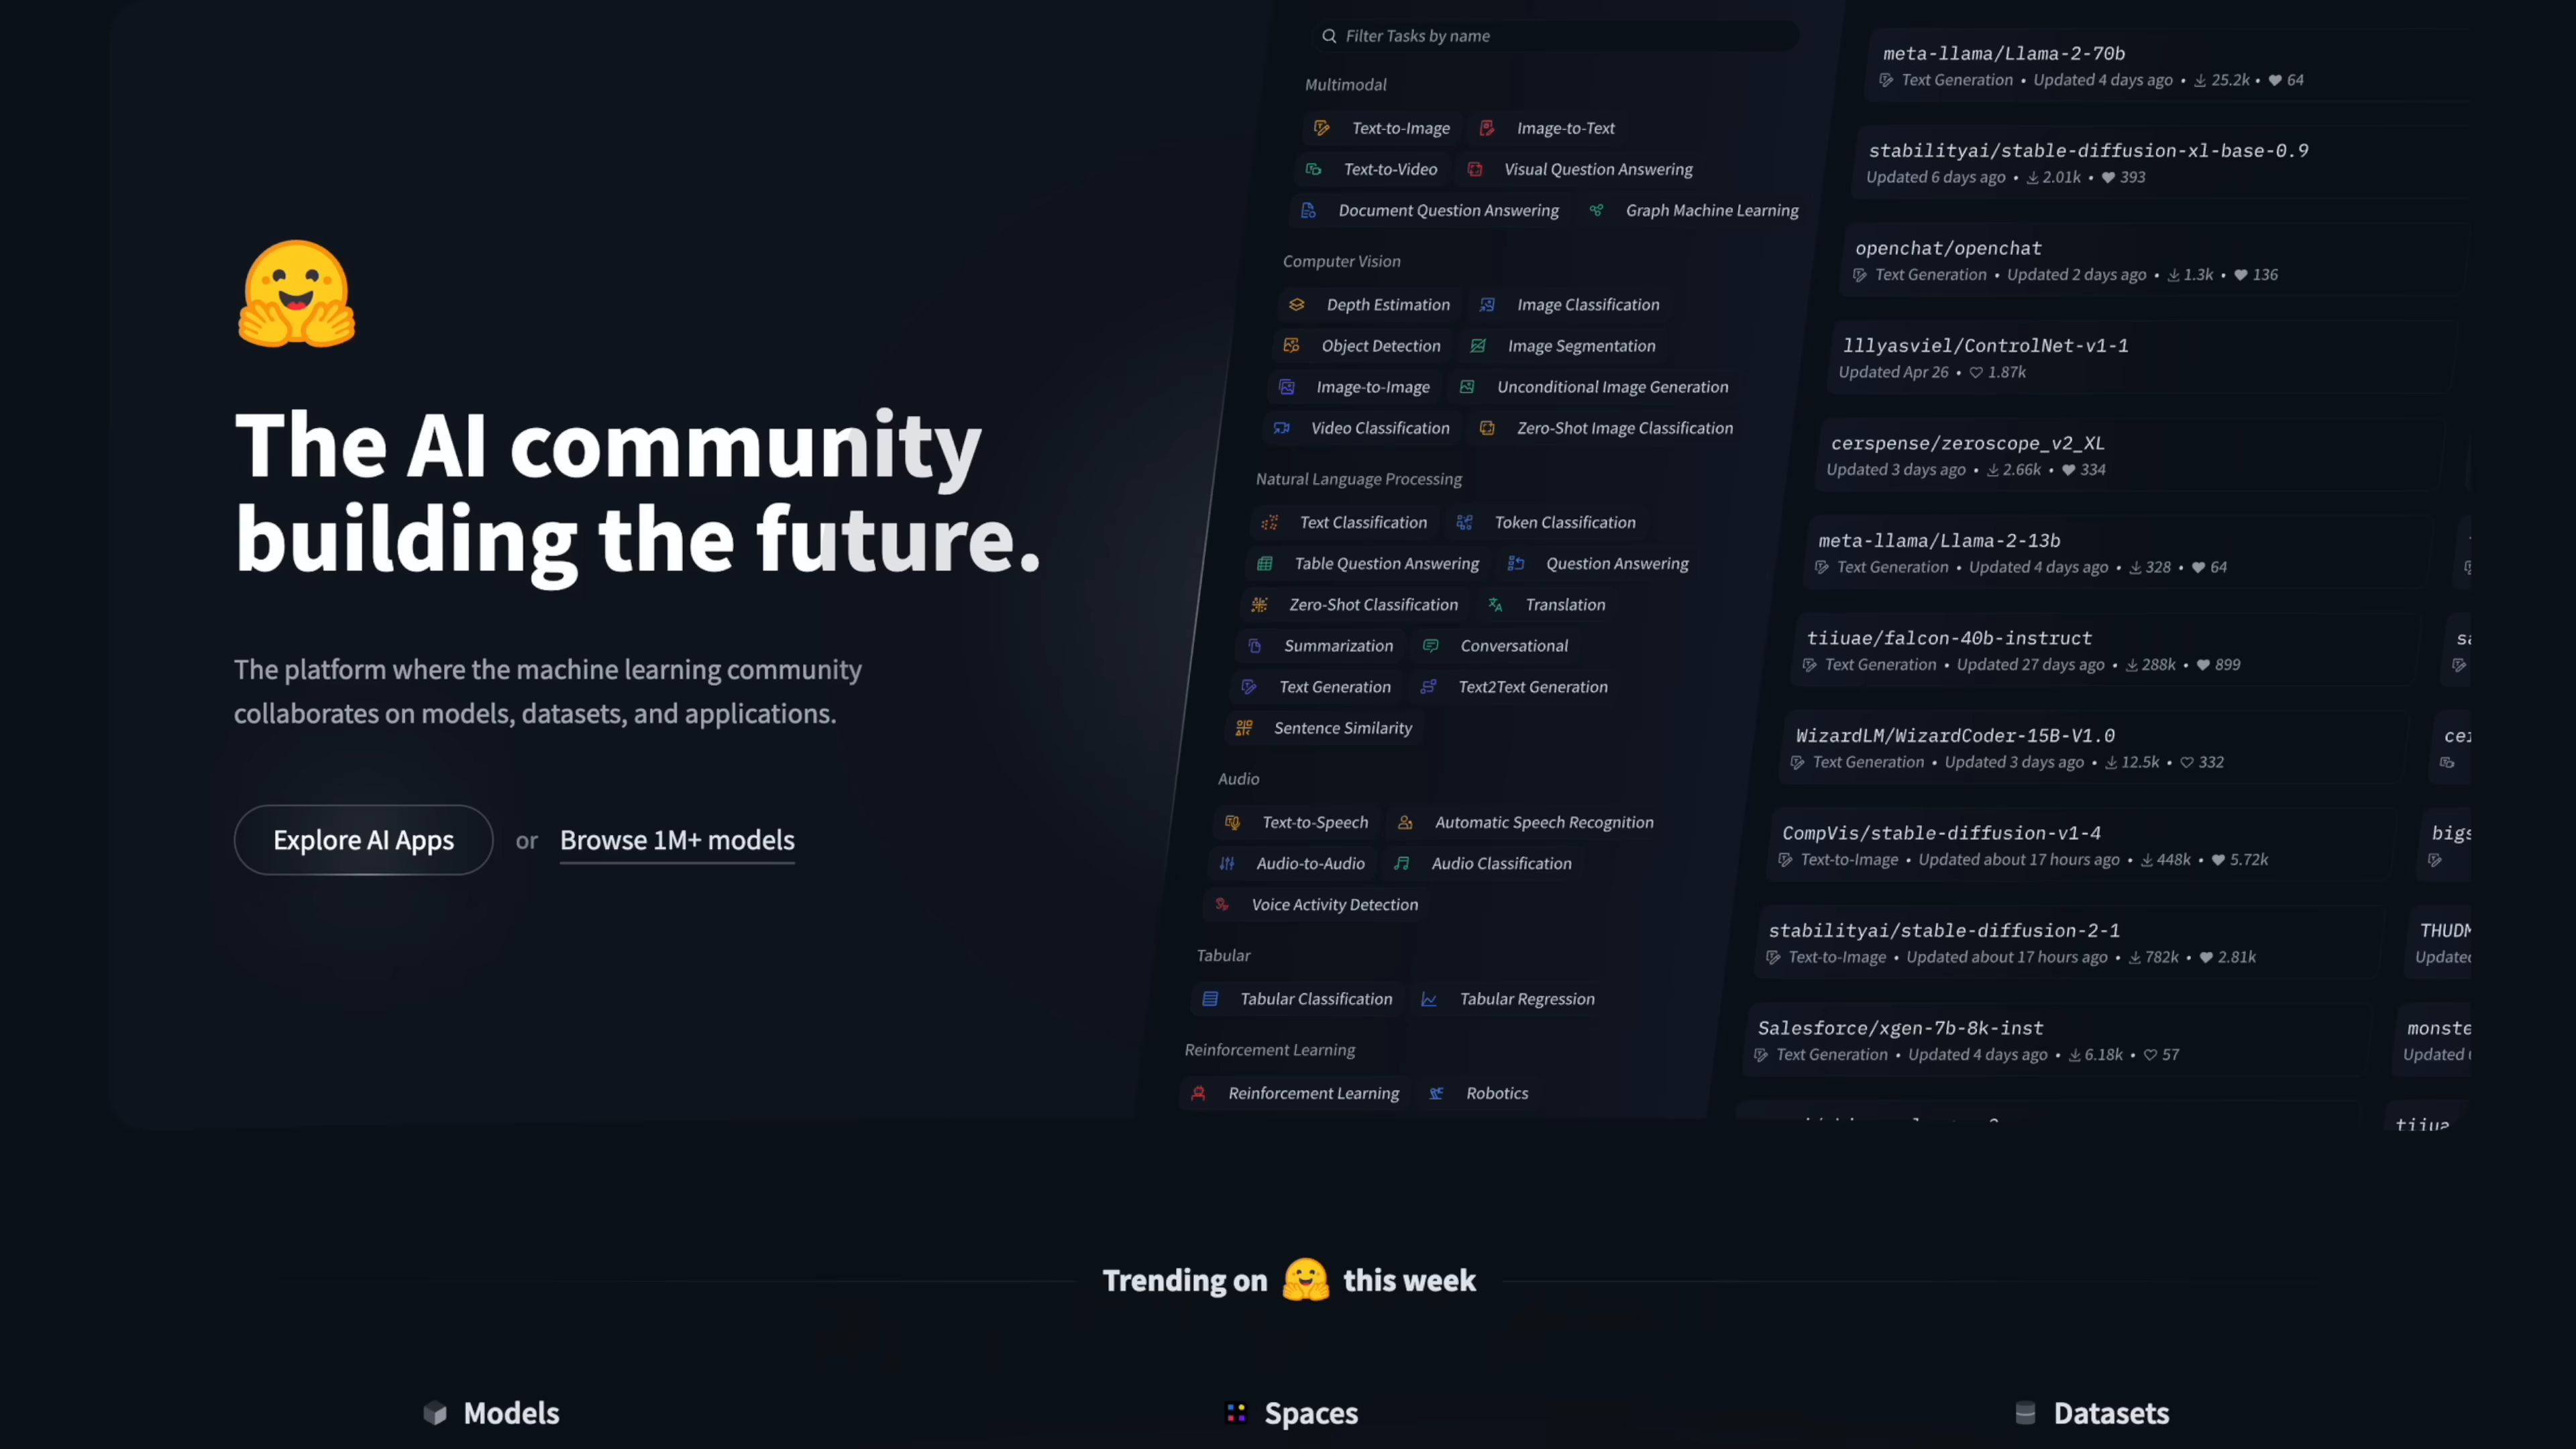 The AI community
building the future.
The platform where the machine learning community
collaborates on models, datasets, and applications.
Explore AI Apps or Browse 1M+ models
Filter Tasks by name
Multimodal
Text-to-Image Image-to-Text
Text-to-Video Visual Question Answering
Document Question Answering Graph Machine Learning
Computer Vision
Depth Estimation Image Classification
Object Detection Image Segmentation
Image-to-Image Unconditional Image Generation
Video Classification Zero-Shot Image Classification
Natural Language Processing
Text Classification Token Classification
Table Question Answering Question Answering
Zero-Shot Classification Translation
Summarization Conversational
Text Generation Text2Text Generation
Sentence Similarity
Audio
Text-to-Speech Automatic Speech Recognition
Audio-to-Audio Audio Classification
Voice Activity Detection
Tabular
Tabular Classification Tabular Regression
Reinforcement Learning
Reinforcement Learning Robotics
meta-llama/Llama-2-70b
Text Generation • Updated 4 days ago • 25.2k • 64
stabilityai/stable-diffusion-xl-base-0.9
Updated 6 days ago • 2.01k • 393
openchat/openchat
Text Generation • Updated 2 days ago • 1.3k • 136
lllyasviel/ControlNet-v1-1
Updated Apr 26 • 1.87k
cerspense/zeroscope_v2_XL
Updated 3 days ago • 2.66k • 334
meta-llama/Llama-2-13b
Text Generation • Updated 4 days ago • 328 • 64
tiiuae/falcon-40b-instruct
Text Generation • Updated 27 days ago • 288k • 899
WizardLM/WizardCoder-15B-V1.0
Text Generation • Updated 3 days ago • 12.5k • 332
CompVis/stable-diffusion-v1-4
Text-to-Image • Updated about 17 hours ago • 448k • 5.72k
stabilityai/stable-diffusion-2-1
Text-to-Image • Updated about 17 hours ago • 782k • 2.81k
Salesforce/xgen-7b-8k-inst
Text Generation • Updated 4 days ago • 6.18k • 57
Trending on this week
Models Spaces Datasets